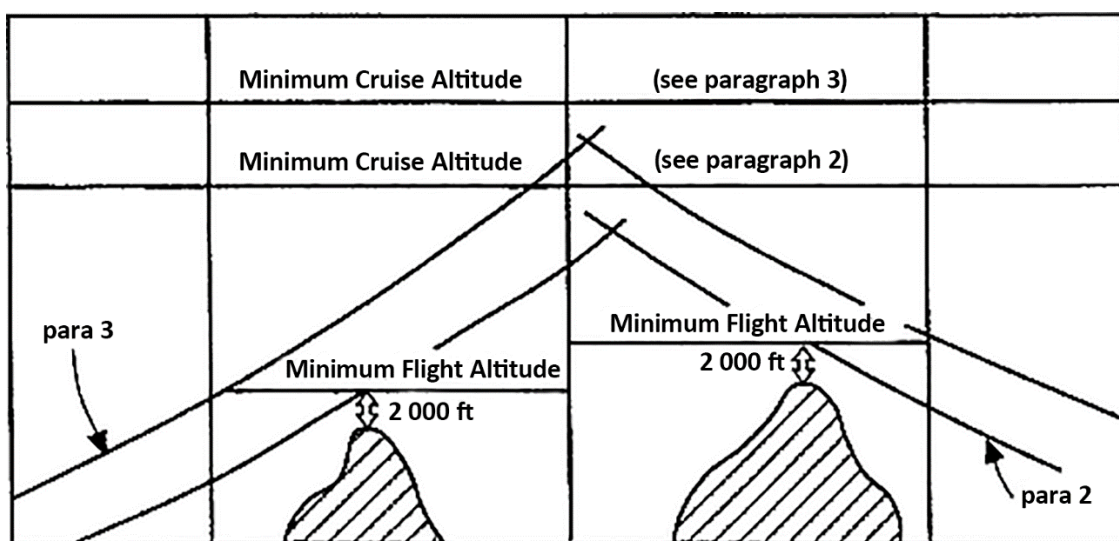 Minimum Cruise Altitude (see paragraph 3)
Minimum Cruise Altitude (see paragraph 2)
para 3
Minimum Flight Altitude
2 000 ft
Minimum Flight Altitude
2 000 ft
para 2